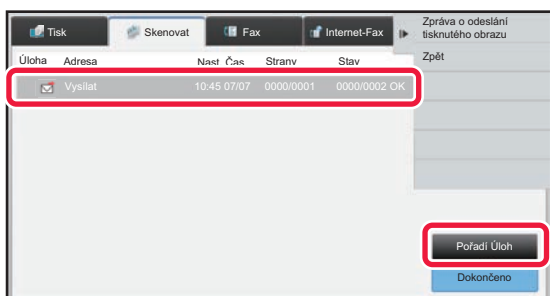 Tisk Skenovat Fax Internet-Fax
Zpráva o odeslání
tisknutého obrazu
Zpět
Úloha Adresa Nast. Čas Strany Stav
Vysílat 10:45 07/07 0000/0001 0000/0002 OK
Pořadí Úloh
Dokončeno